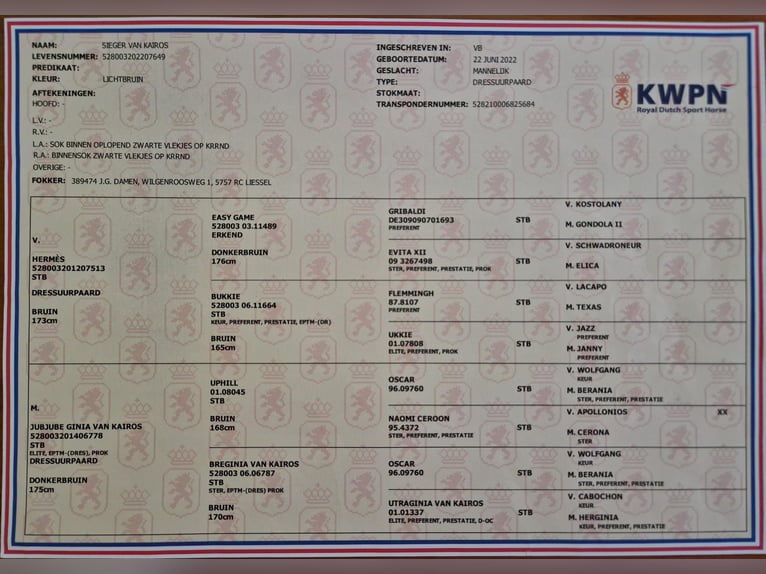 NAAM: SIEGER VAN KAIROS
LEVENSNUMMER: 528003202207649
PREDIKAAT:
KLEUR: LICHTBRUIN
AFTEKENINGEN:
HOOFD: -
L.V.: -
R.V.: -
L.A.: SOK BINNEN OPLOPEND ZWARTE VLEKJES OP KRRND
R.A.: BINNENSOK ZWARTE VLEKJES OP KRRND
OVERIGE: -
FOKKER: 389474 J.G. DAMEN, WILGENROOSWEG 1, 5757 RC LIESSEL
INGESCHREVEN IN: VB
GEBOORTEDATUM: 22 JUNI 2022
GESLACHT: MANNELIJK
TYPE: DRESSUURPAARD
STOKMAAT:
TRANSPONDERNUMMER: 528210006825684
KWPN
Royal Dutch Sport Horse
V.
HERMÈS
528003201207513
STB
DRESSUURPAARD
BRUIN
173cm
M.
JUBJUBE GINIA VAN KAIROS
528003201406778
STB
ELITE, EPTM-(DRES), PROK
DRESSUURPAARD
DONKERBRUIN
175cm
EASY GAME
528003 03.11489
ERKEND
DONKERBRUIN
176cm
BUKKIE
528003 06.11664
STB
KEUR, PREFERENT, PRESTATIE, EPTM-(DR)
BRUIN
165cm
UPHILL
01.08045
STB
BRUIN
168cm
BREGINIA VAN KAIROS
528003 06.06787
STB
STER, EPTM-(DRES) PROK
BRUIN
170cm
GRIBALDI
DE309090701693 STB
PREFERENT
EVITA XII
09 3267498 STB
STER, PREFERENT, PRESTATIE, PROK
FLEMMINGH
87.8107 STB
PREFERENT
UKKIE
01.07808 STB
ELITE, PREFERENT, PROK
OSCAR
96.09760 STB
NAOMI CEROON
95.4372 STB
STER, PREFERENT, PRESTATIE
OSCAR
96.09760 STB
UTRAGINIA VAN KAIROS
01.01337 STB
ELITE, PREFERENT, PRESTATIE, D-OC
V. KOSTOLANY
M. GONDOLA II
V. SCHWADRONEUR
M. ELICA
V. LACAPO
M. TEXAS
V. JAZZ
PREFERENT
M. JANNY
PREFERENT
V. WOLFGANG
KEUR
M. BERANIA
STER, PREFERENT, PRESTATIE
V. APOLLONIOS XX
M. CERONA
STER
V. WOLFGANG
KEUR
M. BERANIA
STER, PREFERENT, PRESTATIE
V. CABOCHON
KEUR
M. HERGINIA
KEUR, PREFERENT, PRESTATIE